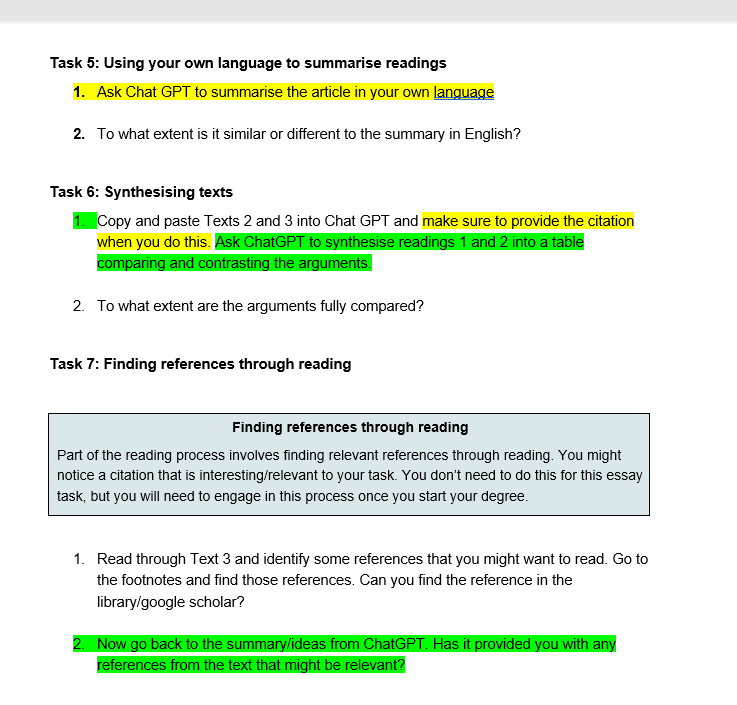 Task 5: Using your own language to summarise readings
1. Ask Chat GPT to summarise the article in your own language
2. To what extent is it similar or different to the summary in English?
Task 6: Synthesising texts
1. Copy and paste Texts 2 and 3 into Chat GPT and make sure to provide the citation
when you do this. Ask ChatGPT to synthesise readings 1 and 2 into a table
comparing and contrasting the arguments.
2. To what extent are the arguments fully compared?
Task 7: Finding references through reading
Finding references through reading
Part of the reading process involves finding relevant references through reading. You might
notice a citation that is interesting/relevant to your task. You don't need to do this for this essay
task, but you will need to engage in this process once you start your degree.
1. Read through Text 3 and identify some references that you might want to read. Go to
the footnotes and find those references. Can you find the reference in the
library/google scholar?
2. Now go back to the summary/ideas from ChatGPT. Has it provided you with any
references from the text that might be relevant?